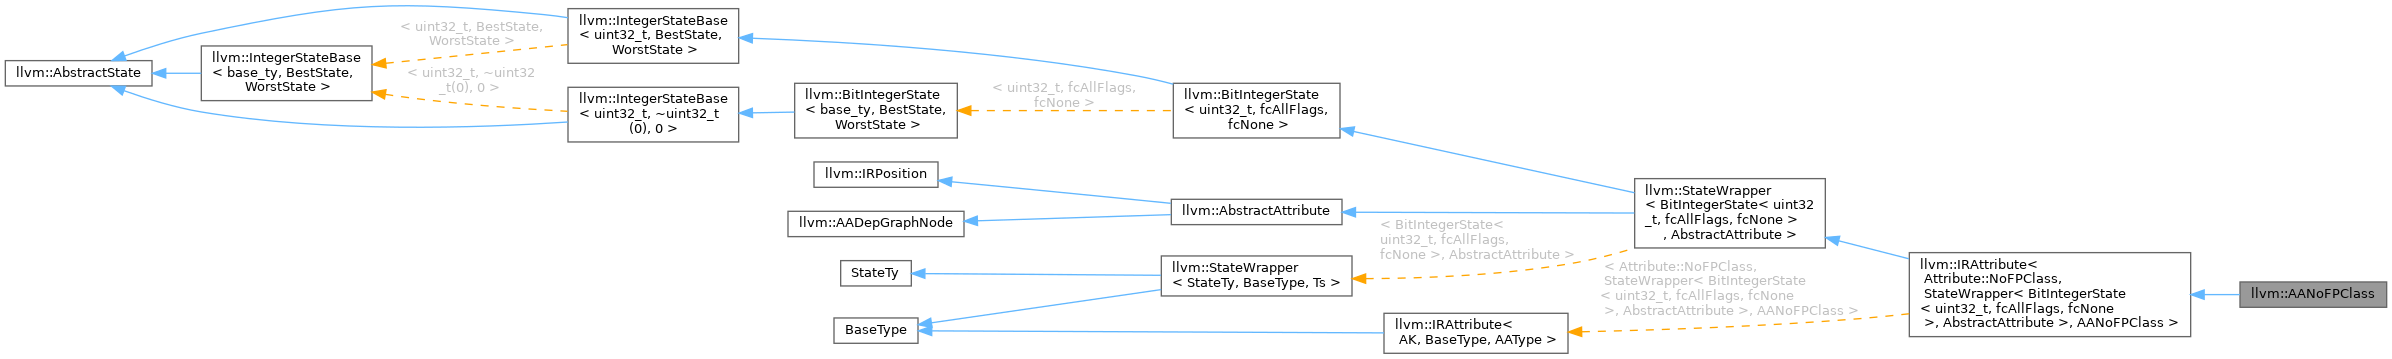 llvm::AbstractState
llvm::IntegerStateBase
< base_ty, BestState,
WorstState >
< uint32_t, BestState,
WorstState >
< uint32_t, ~uint32
_t(0), 0 >
llvm::IntegerStateBase
< uint32_t, BestState,
WorstState >
llvm::IntegerStateBase
< uint32_t, ~uint32_t
(0), 0 >
llvm::BitIntegerState
< base_ty, BestState,
WorstState >
< uint32_t, fcAllFlags,
fcNone >
llvm::BitIntegerState
< uint32_t, fcAllFlags,
fcNone >
llvm::IRPosition
llvm::AADepGraphNode
llvm::AbstractAttribute
StateTy
BaseType
llvm::StateWrapper
< StateTy, BaseType, Ts >
< BitIntegerState<
uint32_t, fcAllFlags,
fcNone >, AbstractAttribute >
llvm::IRAttribute<
AK, BaseType, AAType >
llvm::StateWrapper
< BitIntegerState< uint32
_t, fcAllFlags, fcNone >
, AbstractAttribute >
< Attribute::NoFPClass,
StateWrapper< BitIntegerState
< uint32_t, fcAllFlags, fcNone
>, AbstractAttribute >, AANoFPClass >
llvm::IRAttribute<
Attribute::NoFPClass,
StateWrapper< BitIntegerState
< uint32_t, fcAllFlags, fcNone
>, AbstractAttribute >, AANoFPClass >
llvm::AANoFPClass